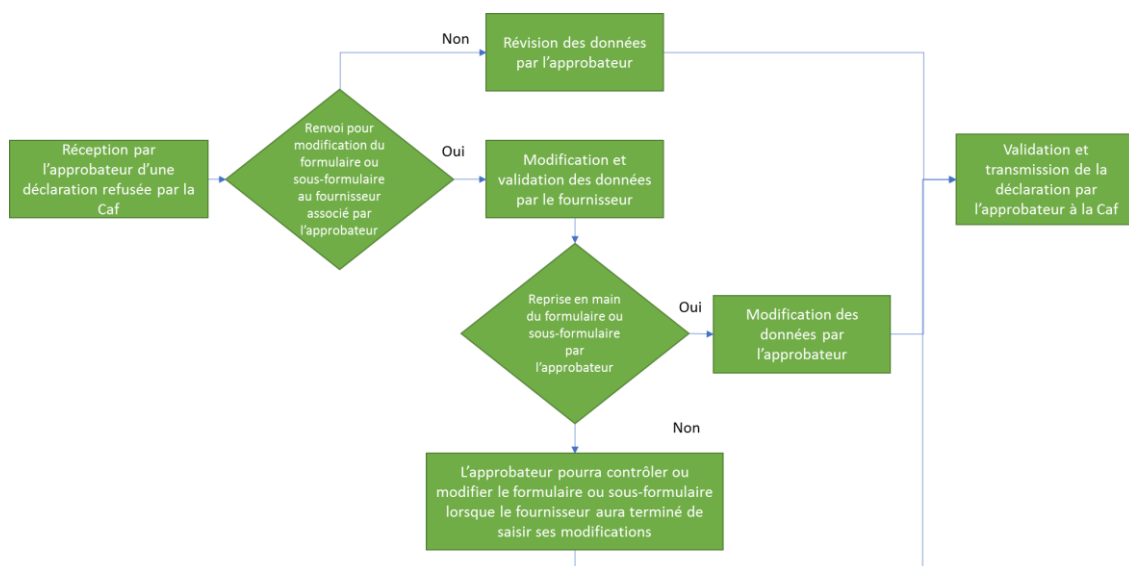 Non
Révision des données
par l'approbateur
Réception par
l'approbateur d'une
déclaration refusée par la
Caf
Renvoi pour
modification du
formulaire ou
sous-formulaire
au fournisseur
associé par
l'approbateur
Oui
Modification et
validation des données
par le fournisseur
Validation et
transmission de la
déclaration par
l'approbateur à la Caf
Reprise en main
du formulaire ou
sous-formulaire
par
l'approbateur
Oui
Modification des
données par
l'approbateur
Non
L'approbateur pourra contrôler ou
modifier le formulaire ou sous-formulaire
lorsque le fournisseur aura terminé de
saisir ses modifications